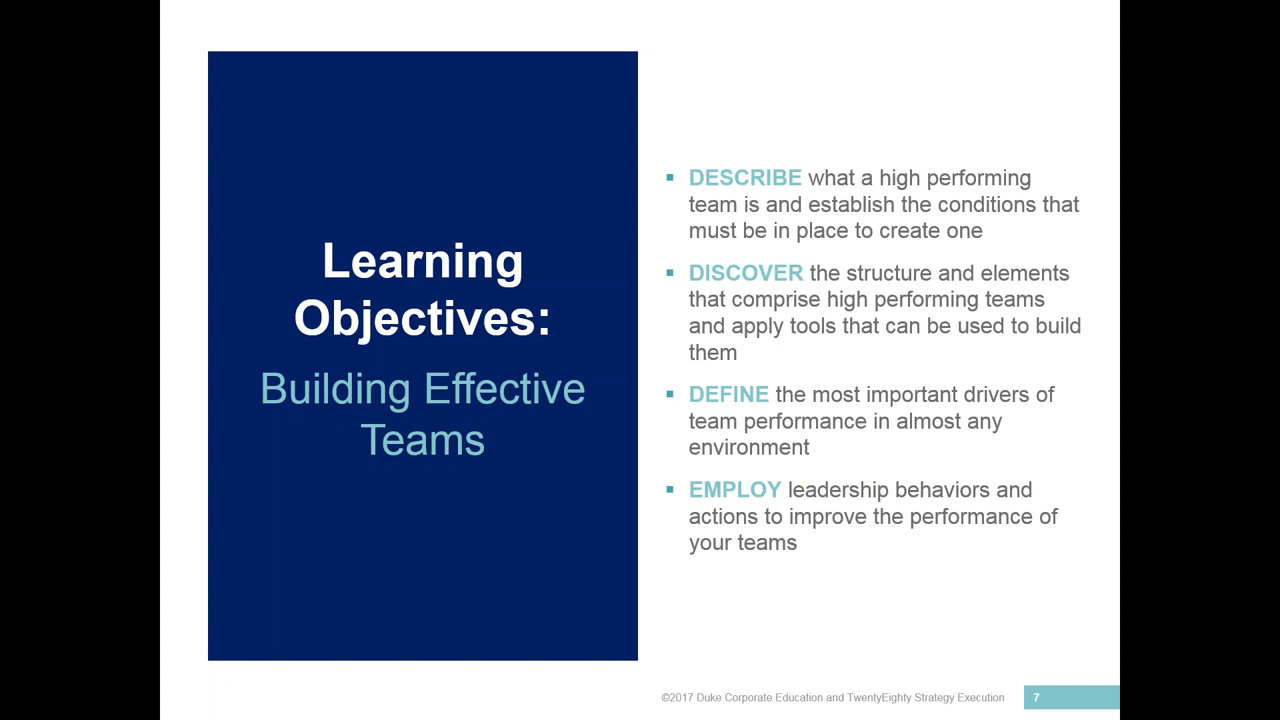 Learning
Objectives:
Building Effective
Teams
▪ DESCRIBE what a high performing
team is and establish the conditions that
must be in place to create one
▪ DISCOVER the structure and elements
that comprise high performing teams
and apply tools that can be used to build
them
▪ DEFINE the most important drivers of
team performance in almost any
environment
▪ EMPLOY leadership behaviors and
actions to improve the performance of
your teams
©2017 Duke Corporate Education and TwentyEighty Strategy Execution
7